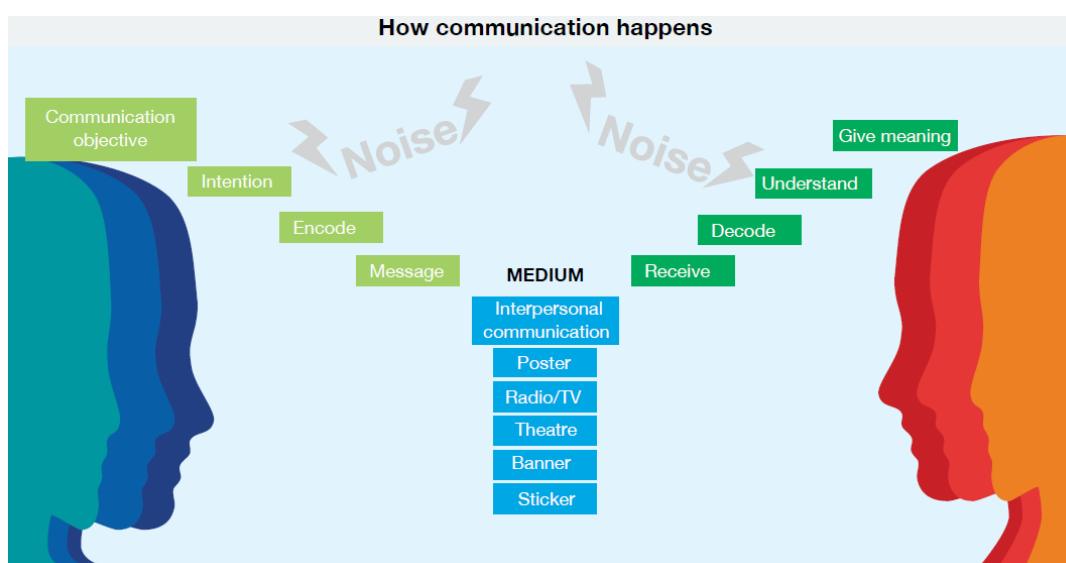 How communication happens
Communication
objective
Intention
Encode
Message
Noise
Noise
MEDIUM
Interpersonal
communication
Poster
Radio/TV
Theatre
Banner
Sticker
Receive
Decode
Understand
Give meaning